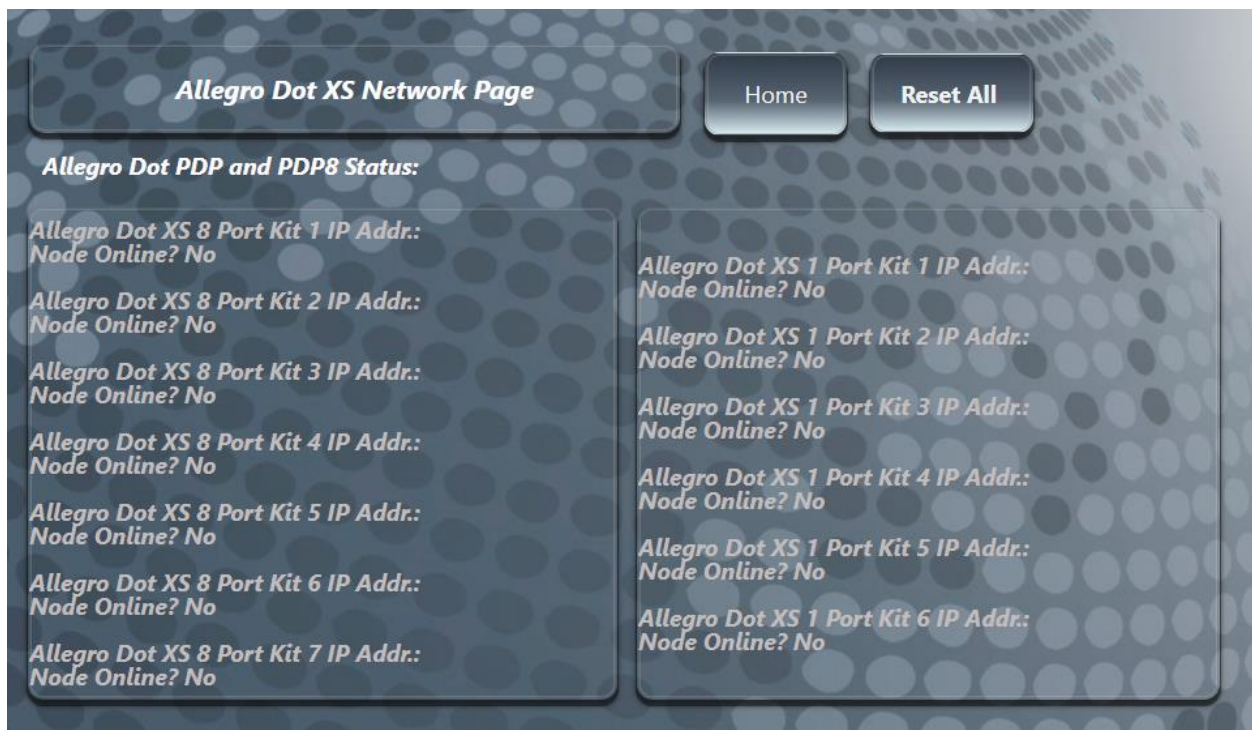 Allegro Dot XS Network Page
Home
Reset All
Allegro Dot PDP and PDP8 Status:
Allegro Dot XS 8 Port Kit 1 IP Addr.:
Node Online? No
Allegro Dot XS 8 Port Kit 2 IP Addr.:
Node Online? No
Allegro Dot XS 8 Port Kit 3 IP Addr.:
Node Online? No
Allegro Dot XS 8 Port Kit 4 IP Addr.:
Node Online? No
Allegro Dot XS 8 Port Kit 5 IP Addr.:
Node Online? No
Allegro Dot XS 8 Port Kit 6 IP Addr.:
Node Online? No
Allegro Dot XS 8 Port Kit 7 IP Addr.:
Node Online? No
Allegro Dot XS 1 Port Kit 1 IP Addr.:
Node Online? No
Allegro Dot XS 1 Port Kit 2 IP Addr.:
Node Online? No
Allegro Dot XS 1 Port Kit 3 IP Addr.:
Node Online? No
Allegro Dot XS 1 Port Kit 4 IP Addr.:
Node Online? No
Allegro Dot XS 1 Port Kit 5 IP Addr.:
Node Online? No
Allegro Dot XS 1 Port Kit 6 IP Addr.:
Node Online? No